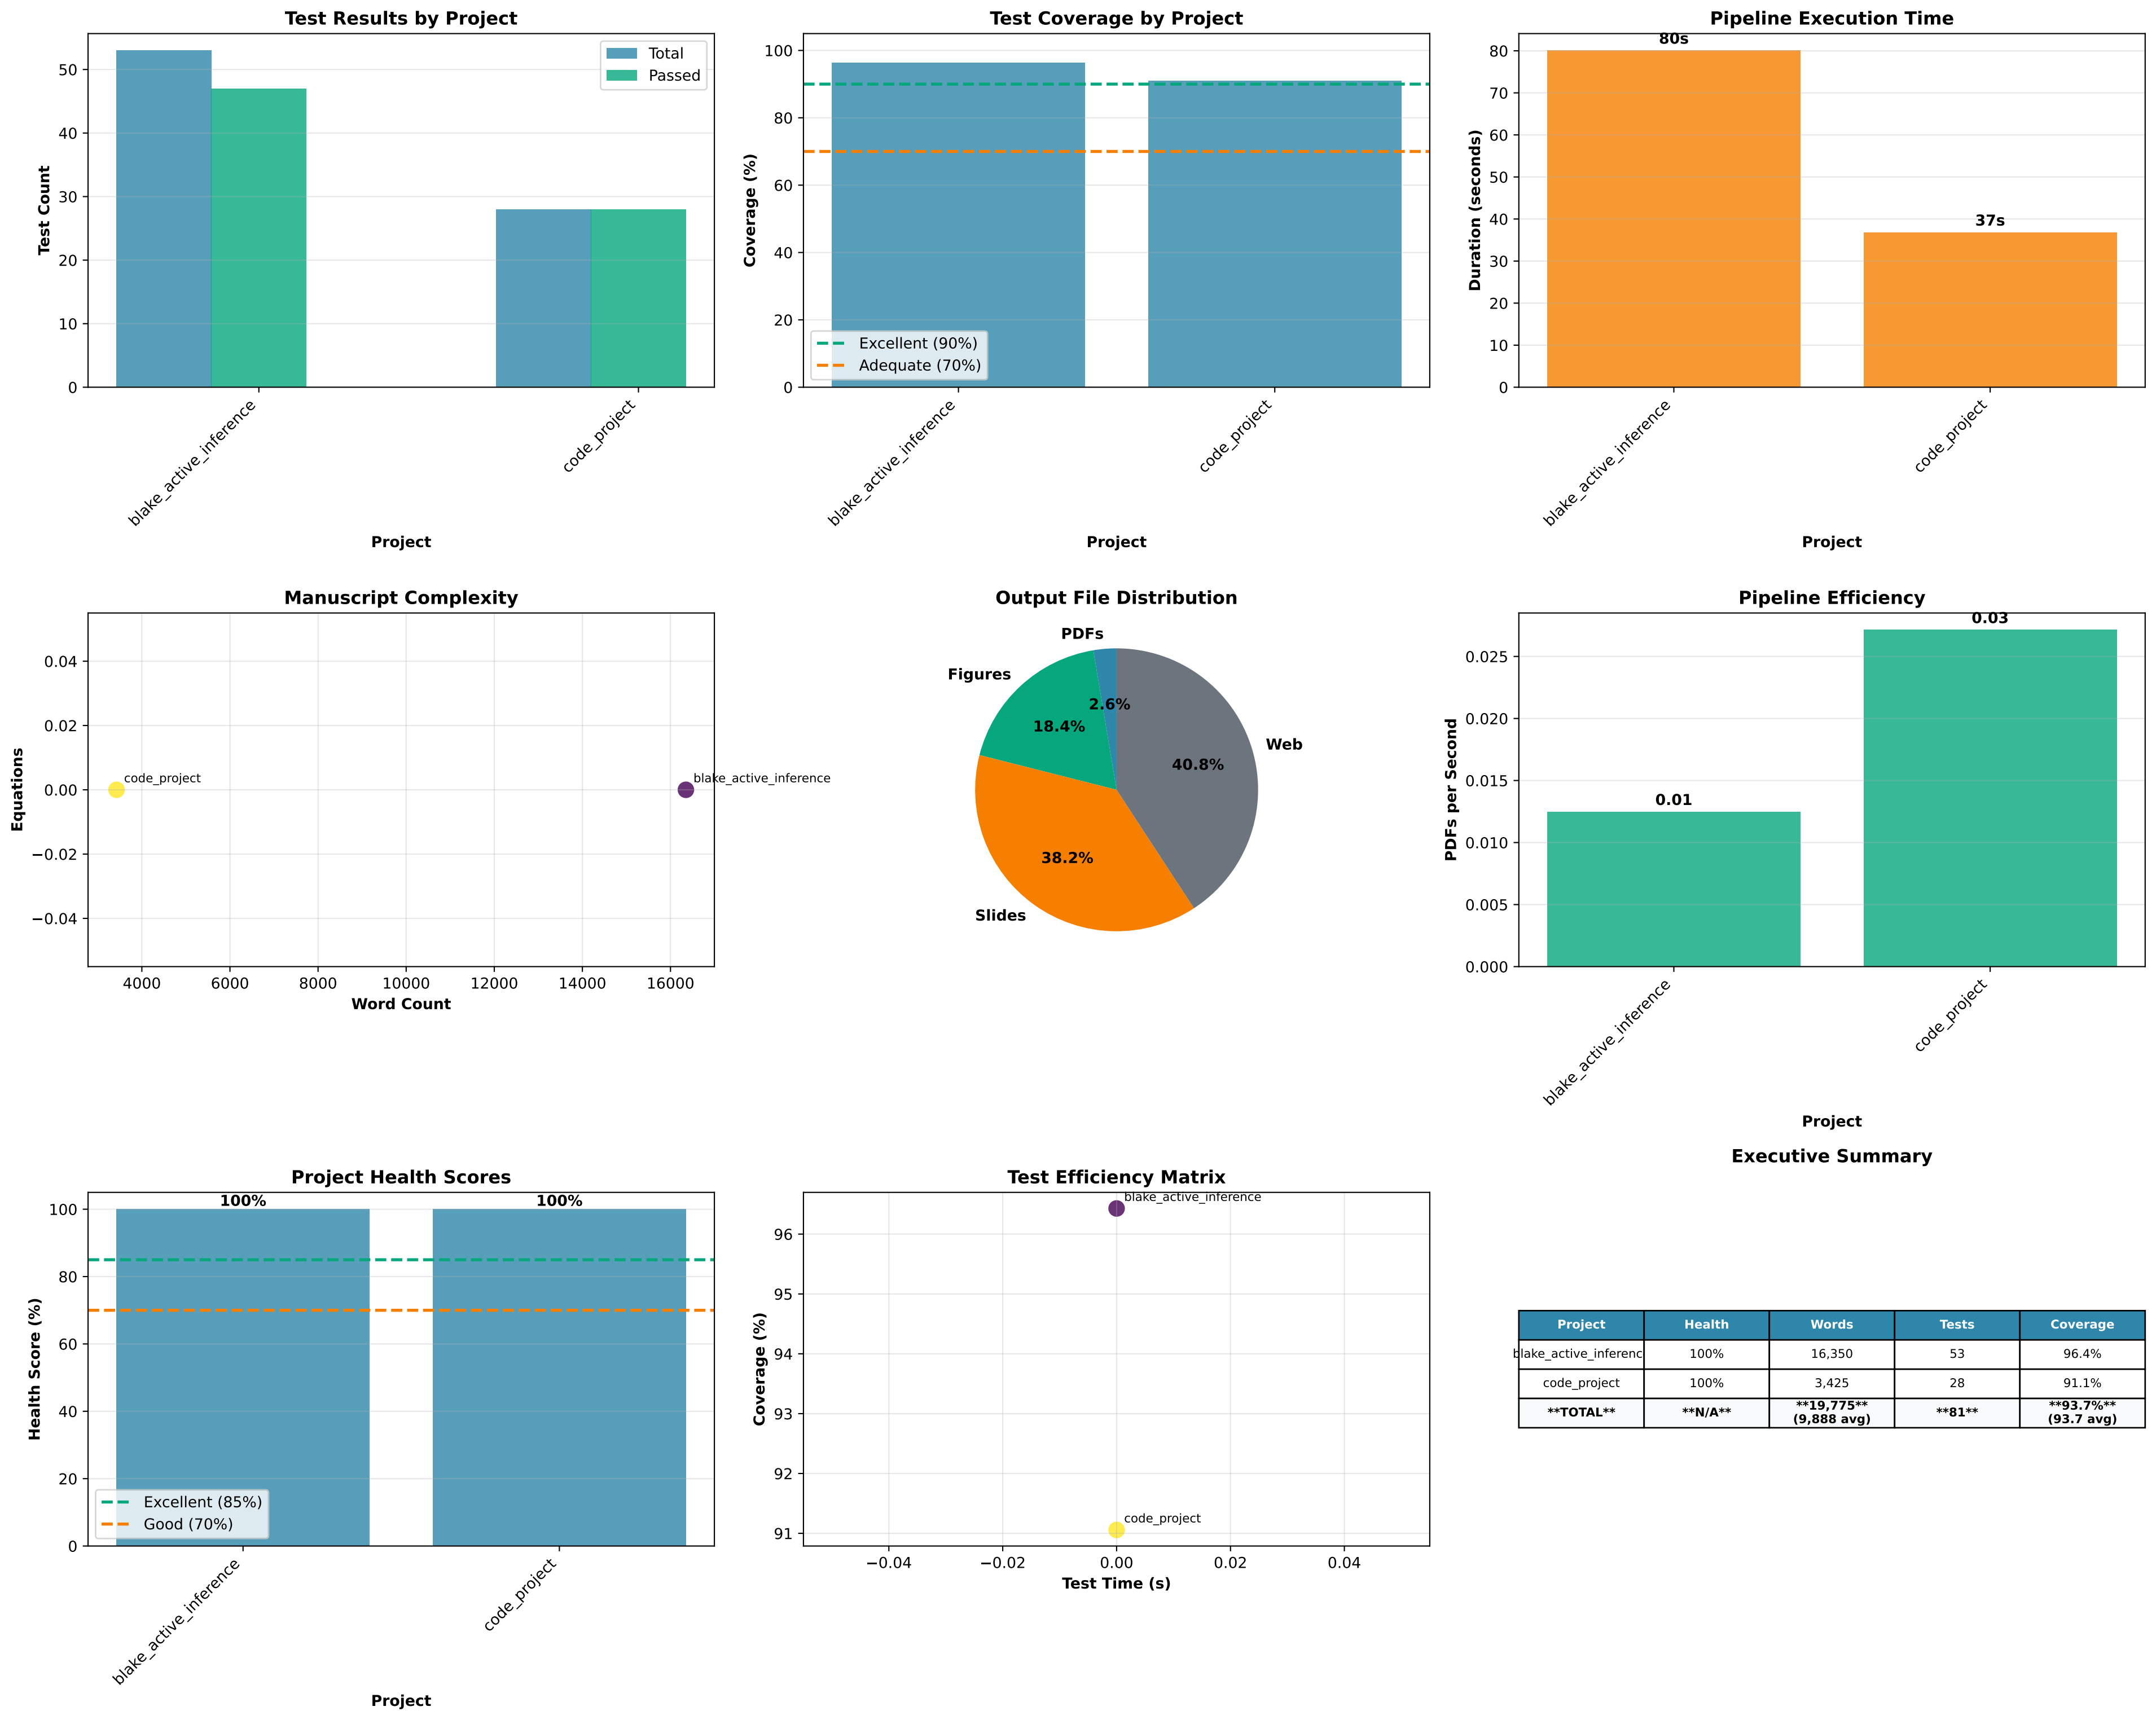 Test Results by Project
Total
Passed
Test Count
50
40
30
20
10
0
blake_active_inference
code_project
Project
Test Coverage by Project
Coverage (%)
100
80
60
40
20
0
Excellent (90%)
Adequate (70%)
blake_active_inference
code_project
Project
Pipeline Execution Time
80s
37s
Duration (seconds)
80
70
60
50
40
30
20
10
0
blake_active_inference
code_project
Project
Manuscript Complexity
Equations
0.04
0.02
0.00
−0.02
−0.04
code_project
blake_active_inference
4000 6000 8000 10000 12000 14000 16000
Word Count
Output File Distribution
PDFs
Figures
Slides
Web
2.6%
18.4%
40.8%
38.2%
Pipeline Efficiency
0.03
0.01
PDFs per Second
0.025
0.020
0.015
0.010
0.005
0.000
blake_active_inference
code_project
Project
Project Health Scores
100% 100%
Health Score (%)
100
80
60
40
20
0
Excellent (85%)
Good (70%)
blake_active_inference
code_project
Project
Test Efficiency Matrix
blake_active_inference
code_project
Coverage (%)
96
95
94
93
92
91
−0.04 −0.02 0.00 0.02 0.04
Test Time (s)
Executive Summary
Project Health Words Tests Coverage
blake_active_inferenc 100% 16,350 53 96.4%
code_project 100% 3,425 28 91.1%
**TOTAL** **N/A** **19,775** (9,888 avg) **81** **93.7%** (93.7 avg)